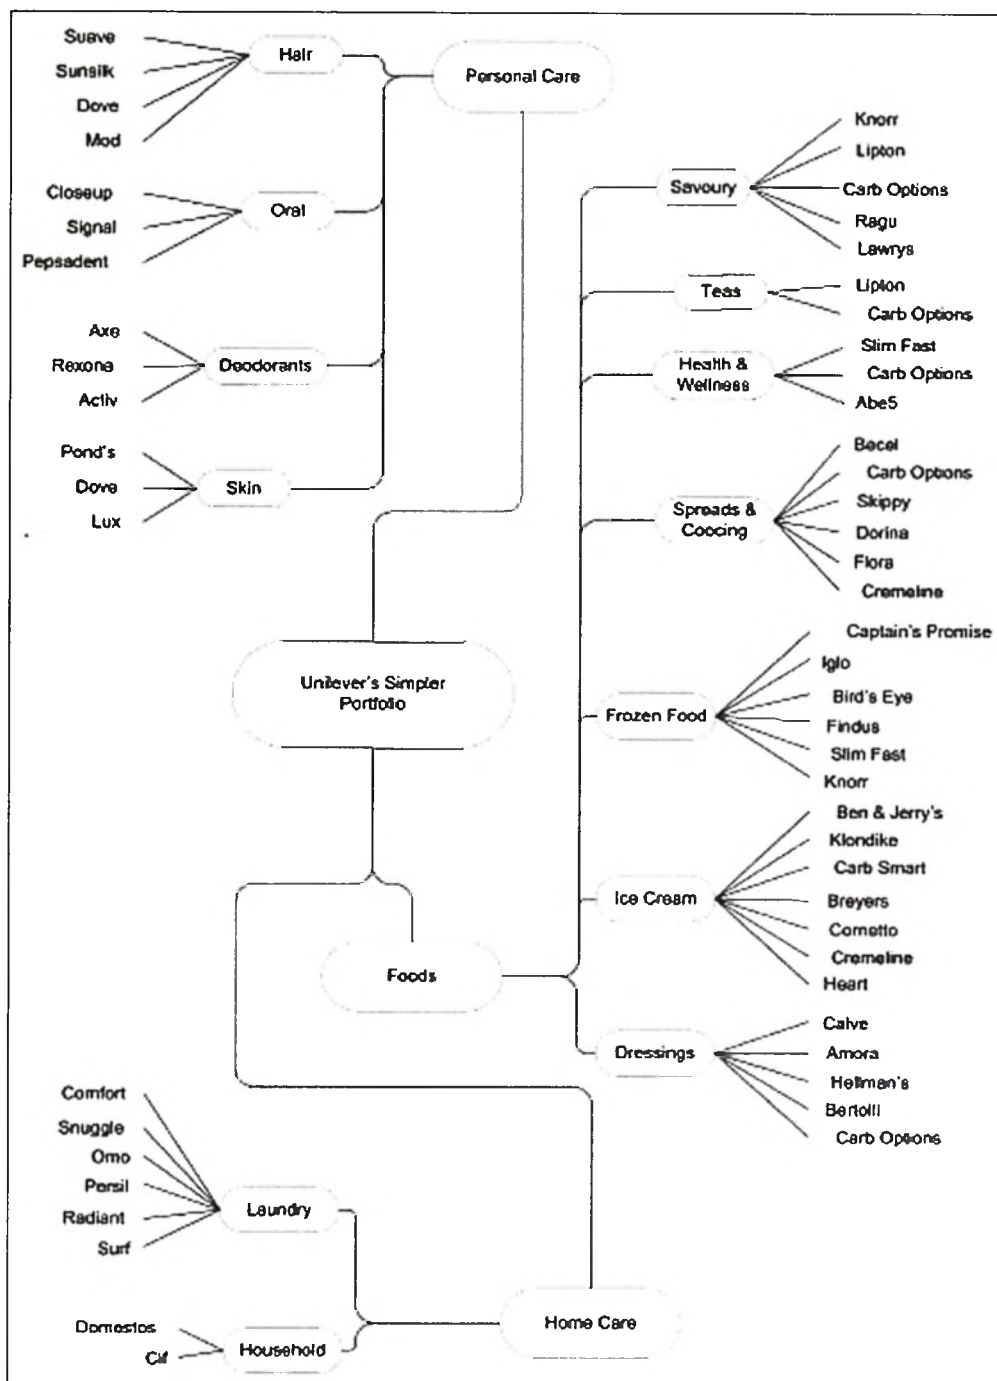 Suave
Sunsilk
Dove
Mod
Hair
Personal Care
Closeup
Signal
Pepsadent
Oral
Axe
Rexona
Activ
Deodorants
Pond's
Dove
Lux
Skin
Savoury
Knorr
Lipton
Carb Options
Ragu
Lawrys
Teas
Lipton
Carb Options
Health &
Wellness
Slim Fast
Carb Options
Abe5
Spreads &
Coocing
Becel
Carb Options
Skippy
Dorina
Flora
Cremeline
Unilever's Simpler
Portfolio
Frozen Food
Captain's Promise
Iglo
Bird's Eye
Findus
Slim Fast
Knorr
Ice Cream
Ben & Jerry's
Klondike
Carb Smart
Breyers
Cornetto
Cremeline
Heart
Foods
Dressings
Calve
Amora
Hellman's
Bertolli
Carb Options
Comfort
Snuggle
Omo
Persil
Radiant
Surf
Laundry
Domestos
Cif
Household
Home Care